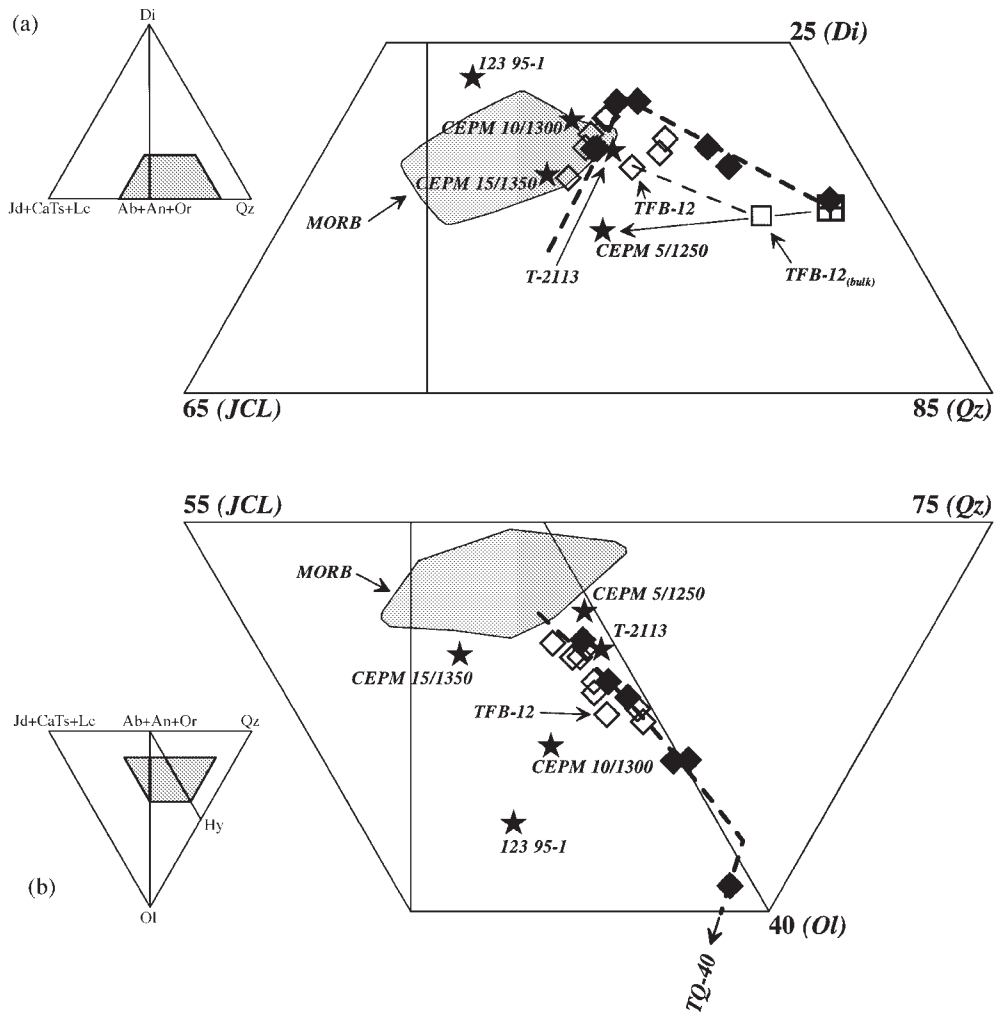 (a)
Di
Jd+CaTs+Lc
Ab+An+Or
Qz
25 (Di)
123 95-1
CEPM 10/1300
CEPM 15/1350
MORB
TFB-12
CEPM 5/1250
T-2113
TFB-12(bulk)
65 (JCL)
85 (Qz)
55 (JCL)
75 (Qz)
MORB
CEPM 5/1250
T-2113
CEPM 15/1350
TFB-12
CEPM 10/1300
123 95-1
Jd+CaTs+Lc
Ab+An+Or
Qz
Hy
(b)
Ol
40 (Ol)
TQ-40